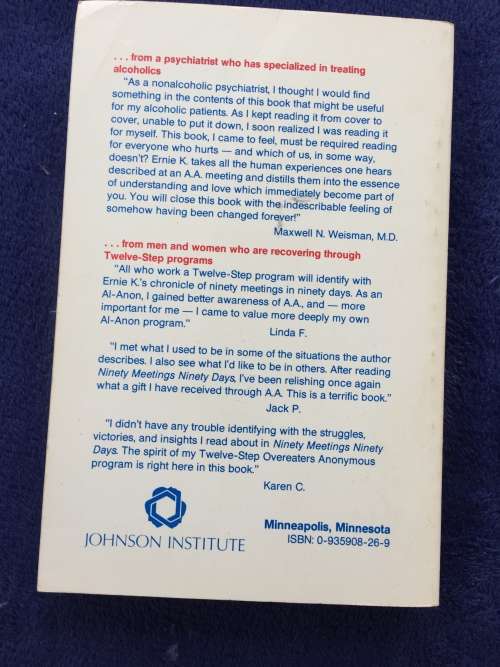 . . . from a psychiatrist who has specialized in treating
alcoholics
"As a nonalcoholic psychiatrist, I thought I would find
something in the contents of this book that might be useful
for my alcoholic patients. As I kept reading it from cover to
cover, unable to put it down, I soon realized I was reading it
for myself. This book, I came to feel, must be required reading
for everyone who hurts — and which of us, in some way,
doesn't? Ernie K. takes all the human experiences one hears
described at an A.A. meeting and distills them into the essence
of understanding and love which immediately become part of
you. You will close this book with the indescribable feeling of
somehow having been changed forever!"
Maxwell N. Weisman, M.D.
. . . from men and women who are recovering through
Twelve-Step programs
"All who work a Twelve-Step program will identify with
Ernie K.'s chronicle of ninety meetings in ninety days. As an
Al-Anon, I gained better awareness of A.A., and — more
important for me — I came to value more deeply my own
Al-Anon program."
Linda F.
"I met what I used to be in some of the situations the author
describes. I also see what I'd like to be in others. After reading
Ninety Meetings Ninety Days, I've been relishing once again
what a gift I have received through A.A. This is a terrific book."
Jack P.
"I didn't have any trouble identifying with the struggles,
victories, and insights I read about in Ninety Meetings Ninety
Days. The spirit of my Twelve-Step Overeaters Anonymous
program is right here in this book."
Karen C.
JOHNSON INSTITUTE
Minneapolis, Minnesota
ISBN: 0-935908-26-9